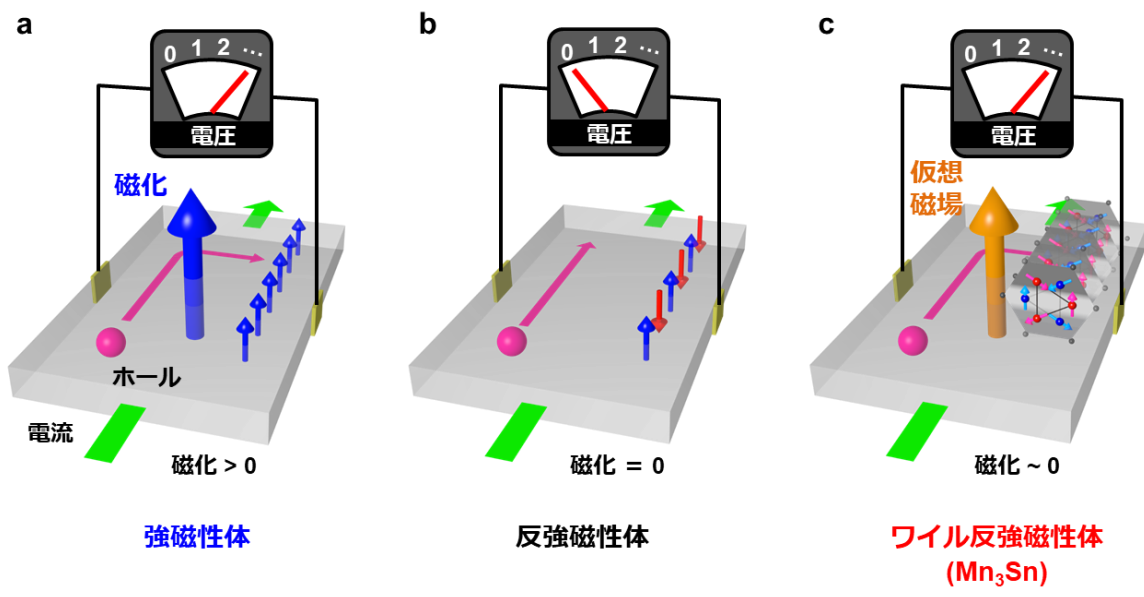 a
0 1 2 ...
電圧
磁化
ホール
電流
磁化 > 0
強磁性体
b
0 1 2 ...
電圧
磁化 = 0
反強磁性体
c
0 1 2 ...
電圧
仮想
磁場
磁化 ~ 0
ワイル反強磁性体
(Mn₃Sn)